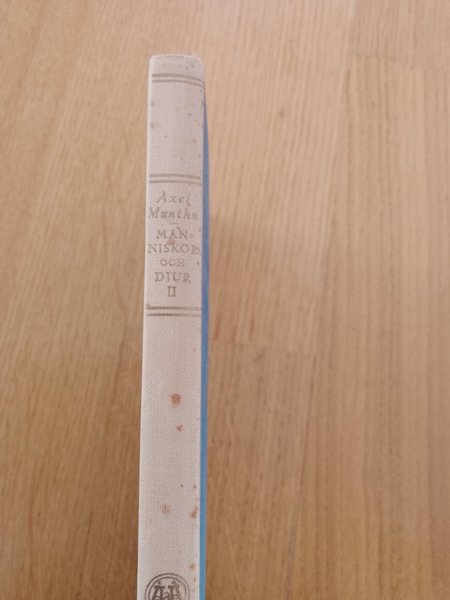 Axel
Munthe
MÄN-
NISKOR
OCH
DJUR
II